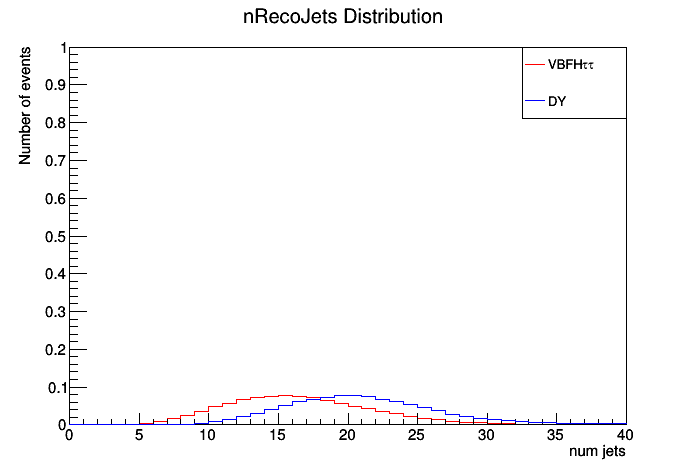 nRecoJets Distribution
Number of events
1
0.9
0.8
0.7
0.6
0.5
0.4
0.3
0.2
0.1
0
0 5 10 15 20 25 30 35 40
num jets
VBFHττ
DY